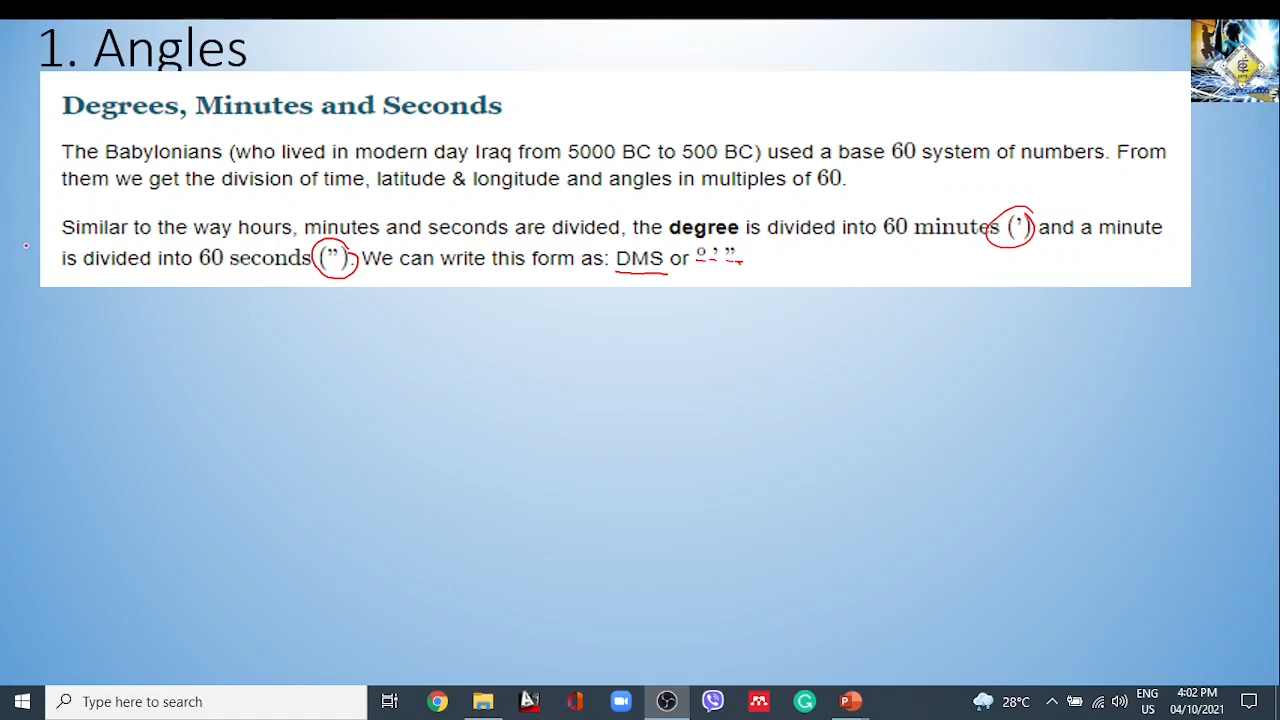 1. Angles
Degrees, Minutes and Seconds
The Babylonians (who lived in modern day Iraq from 5000 BC to 500 BC) used a base 60 system of numbers. From
them we get the division of time, latitude & longitude and angles in multiples of 60.
Similar to the way hours, minutes and seconds are divided, the degree is divided into 60 minutes (’) and a minute
is divided into 60 seconds (”). We can write this form as: DMS or º ’ ”.
Type here to search
28°C
ENG
US
4:02 PM
04/10/2021